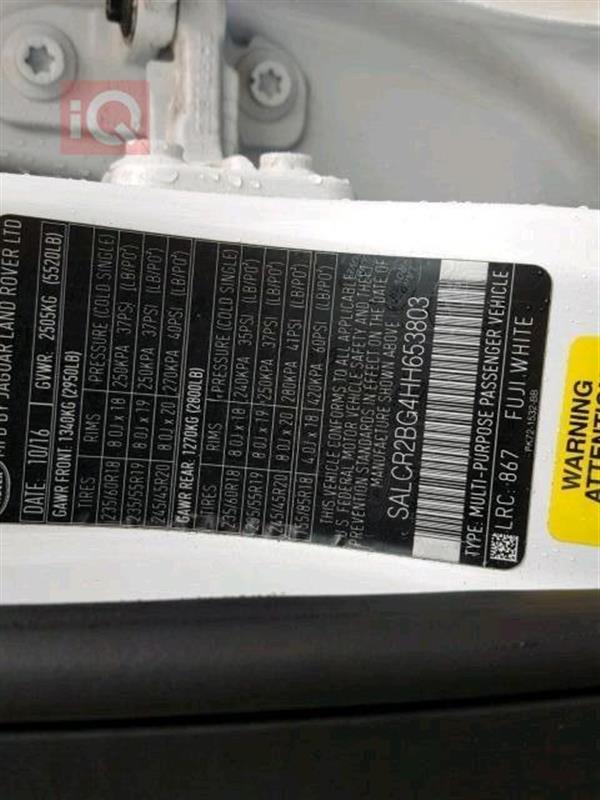 iQ
MFD BY JAGUAR LAND ROVER LTD
DATE: 10/16 GVWR: 2505KG (5520LB)
GAWR FRONT: 1340KG (2950LB)
TIRES RIMS PRESSURE (COLD SINGLE)
235/60R18 8.0J x 18 250KPA 37PSI (LB/PO²)
235/55R19 8.0J x 19 250KPA 37PSI (LB/PO²)
245/45R20 8.0J x 20 270KPA 40PSI (LB/PO²)
GAWR REAR: 1270KG (2800LB)
TIRES RIMS PRESSURE (COLD SINGLE)
235/60R18 8.0J x 18 240KPA 35PSI (LB/PO²)
235/55R19 8.0J x 19 250KPA (LB/PO²)
245/45R20 8.0J x 20 280KPA 41PSI (LB/PO²)
4.0J x 18 60PSI (LB/PO²)
THIS VEHICLE CONFORMS TO ALL APPLICABLE
U.S. FEDERAL MOTOR VEHICLE SAFETY AND THEFT
PREVENTION STANDARDS IN EFFECT ON THE DATE OF
MANUFACTURE SHOWN ABOVE.
SALCR2BG4HH653803
TYPE: MULTI-PURPOSE PASSENGER VEHICLE
LRC: 867 FUJI WHITE
WARNING